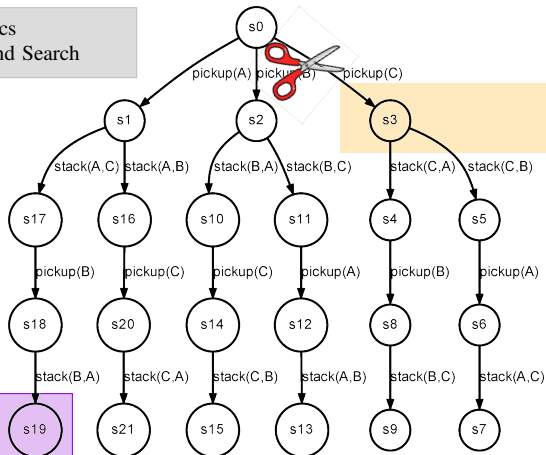 cs
nd Search
s0
pickup(A) pickup(B) pickup(C)
s1 s2 s3
stack(A,C) stack(A,B) stack(B,A) stack(B,C) stack(C,A) stack(C,B)
s17 s16 s10 s11 s4 s5
pickup(B) pickup(C) pickup(C) pickup(A) pickup(B) pickup(A)
s18 s20 s14 s12 s8 s6
stack(B,A) stack(C,A) stack(C,B) stack(A,B) stack(B,C) stack(A,C)
s19 s21 s15 s13 s9 s7